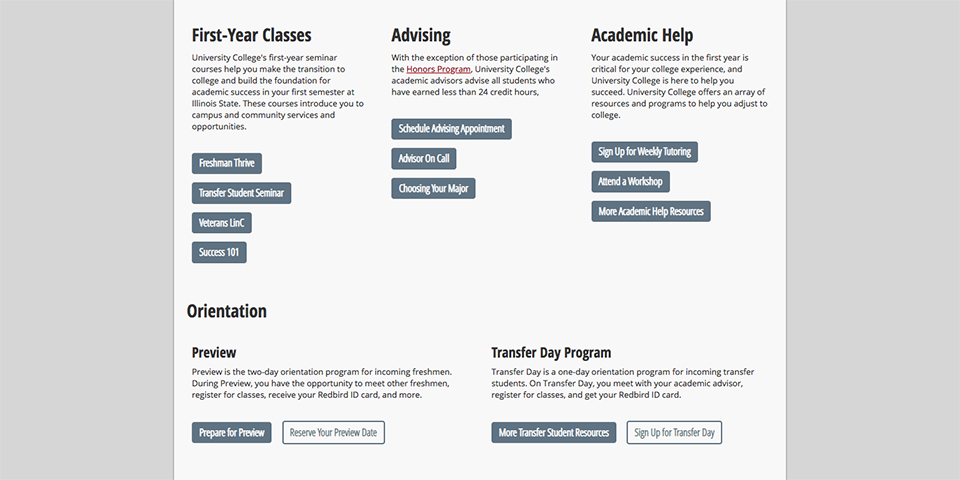 First-Year Classes
University College's first-year seminar
courses help you make the transition to
college and build the foundation for
academic success in your first semester at
Illinois State. These courses introduce you to
campus and community services and
opportunities.
Freshman Thrive
Transfer Student Seminar
Veterans LinC
Success 101
Advising
With the exception of those participating in
the Honors Program, University College's
academic advisors advise all students who
have earned less than 24 credit hours,
Schedule Advising Appointment
Advisor On Call
Choosing Your Major
Academic Help
Your academic success in the first year is
critical for your college experience, and
University College is here to help you
succeed. University College offers an array of
resources and programs to help you adjust to
college.
Sign Up for Weekly Tutoring
Attend a Workshop
More Academic Help Resources
Orientation
Preview
Preview is the two-day orientation program for incoming freshmen.
During Preview, you have the opportunity to meet other freshmen,
register for classes, receive your Redbird ID card, and more.
Prepare for Preview
Reserve Your Preview Date
Transfer Day Program
Transfer Day is a one-day orientation program for incoming transfer
students. On Transfer Day, you meet with your academic advisor,
register for classes, and get your Redbird ID card.
More Transfer Student Resources
Sign Up for Transfer Day